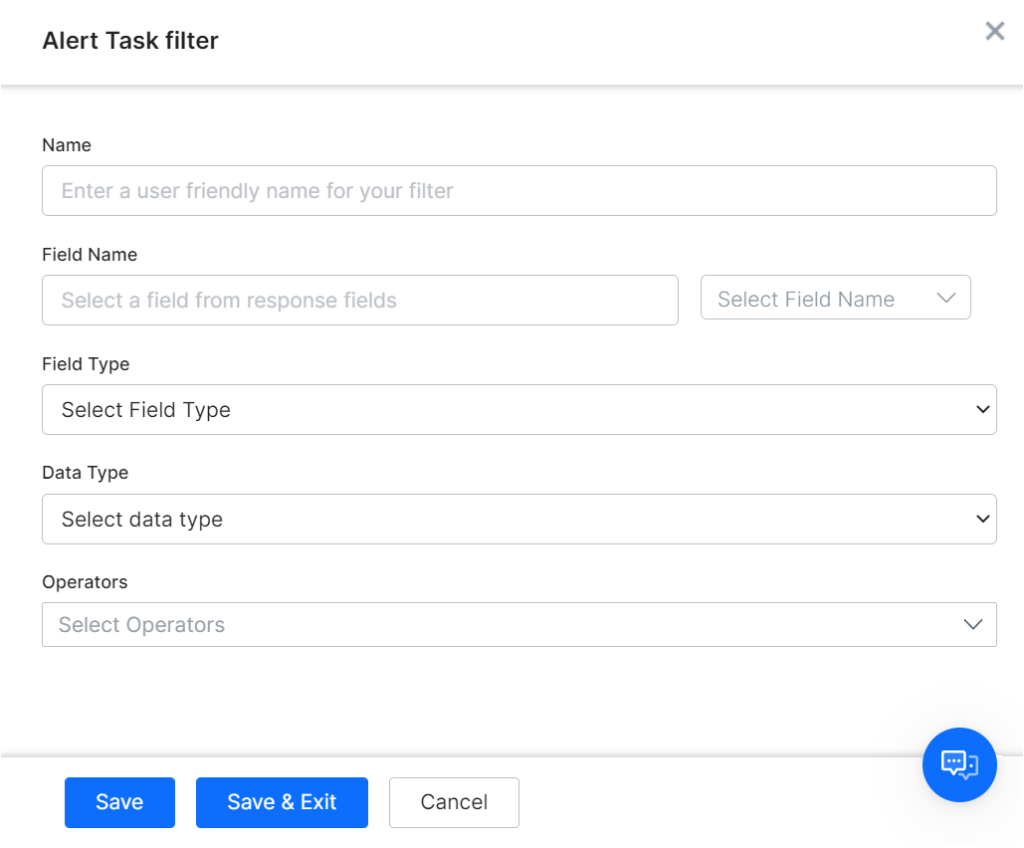 Alert Task filter
Name
Enter a user friendly name for your filter
Field Name
Select a field from response fields
Select Field Name
Field Type
Select Field Type
Data Type
Select data type
Operators
Select Operators
Save
Save & Exit
Cancel